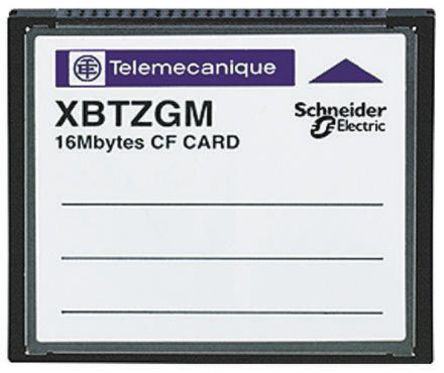 Telemecanique
XBTZGM
16Mbytes CF CARD
Schneider
Electric